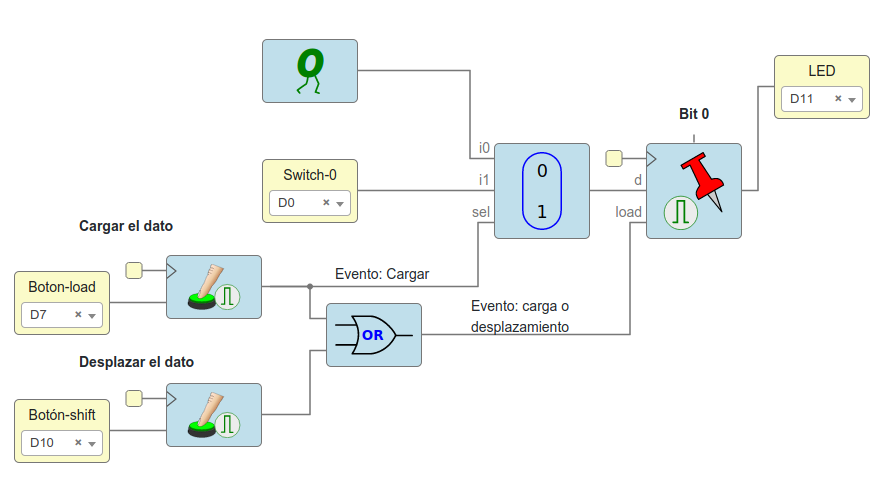 0
LED
D11
Bit 0
i0
0
Switch-0
i1
d
D0
sel
1
load
Cargar el dato
Boton-load
Evento: Cargar
D7
Evento: carga o
desplazamiento
OR
Desplazar el dato
Botón-shift
D10